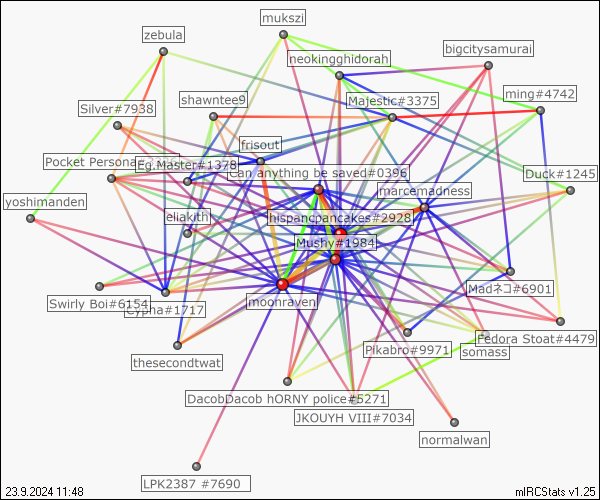 mukszi
zebula
bigcitysamurai
neokingghidorah
ming#4742
shawntee9
Majestic#3375
Silver#7938
frisout
Pocket Persona
Eg.Master#1378
Can anything be saved#0396
Duck#1245
marcemadness
yoshimanden
eliakith
hispancpancakes#2928
Mushy#1984
Madネコ#6901
Swirly Boi#6154
Cypha#1717
moonraven
Fedora Stoat#4479
Pikabro#9971
somass
thesecondtwat
DacobDacob hORNY police#5271
JKOUYH VIII#7034
normalwan
LPK2387 #7690
23.9.2024 11:48
mIRCStats v1.25